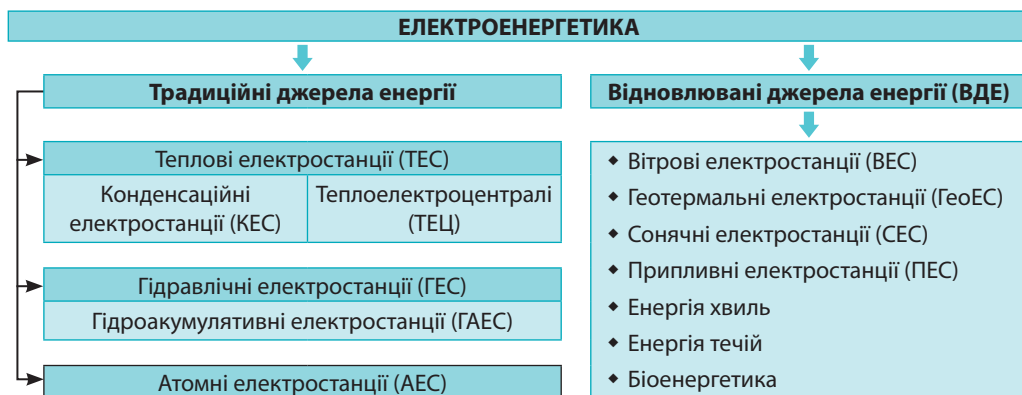 ЕЛЕКТРОЕНЕРГЕТИКА
Традиційні джерела енергії
Теплові електростанції (ТЕС)
Конденсаційні
електростанції (КЕС)
Теплоелектроцентралі
(ТЕЦ)
Гідравлічні електростанції (ГЕС)
Гідроакумулятивні електростанції (ГАЕС)
Атомні електростанції (АЕС)
Відновлювані джерела енергії (ВДЕ)
◆ Вітрові електростанції (ВЕС)
◆ Геотермальні електростанції (ГеоЕС)
◆ Сонячні електростанції (СЕС)
◆ Припливні електростанції (ПЕС)
◆ Енергія хвиль
◆ Енергія течій
◆ Біоенергетика